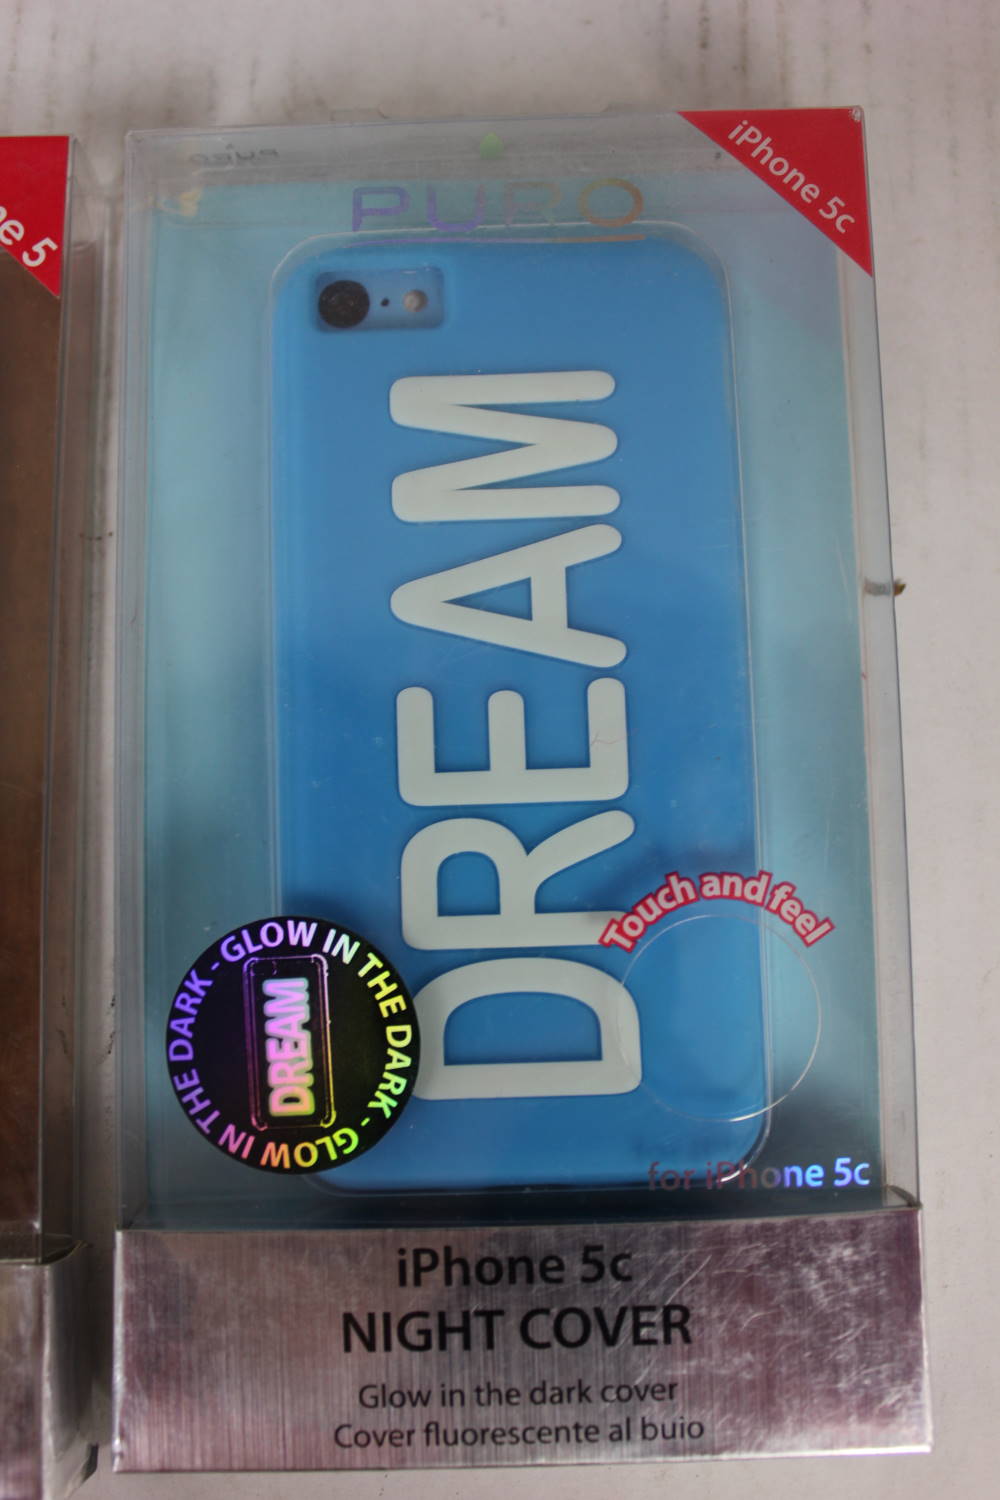 PURO
iPhone 5c
e 5
DREAM
Touch and feel
GLOW IN THE DARK - GLOW IN THE DARK -
DREAM
for iPhone 5c
iPhone 5c
NIGHT COVER
Glow in the dark cover
Cover fluorescente al buio